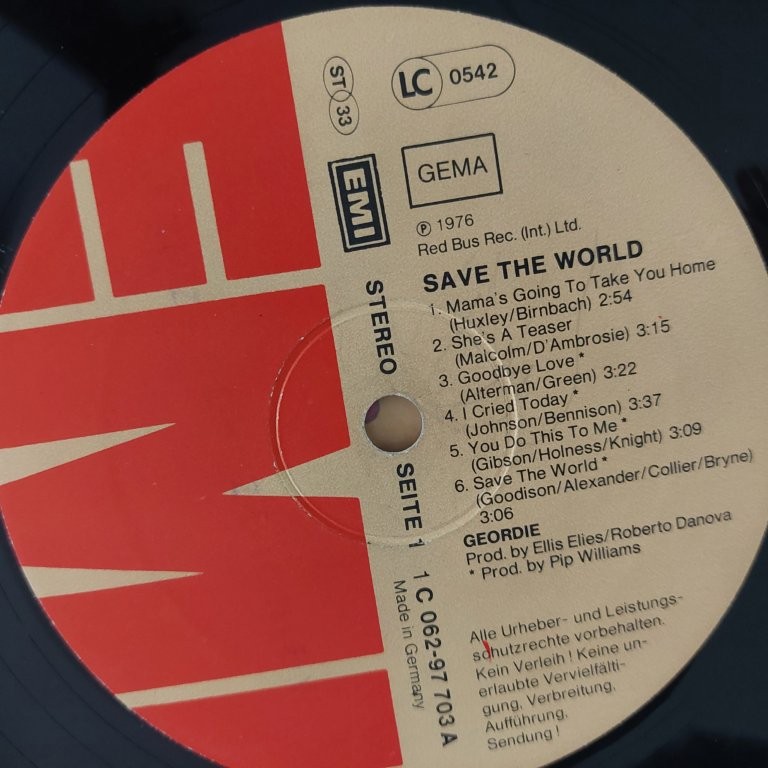 ST 33
LC 0542
EMI
GEMA
℗ 1976
Red Bus Rec. (Int.) Ltd.
STEREO
SAVE THE WORLD
1. Mama's Going To Take You Home
(Huxley/Birnbach) 2:54
2. She's A Teaser
(Malcolm/D'Ambrosie) 3:15
3. Goodbye Love *
(Alterman/Green) 3:22
4. I Cried Today *
(Johnson/Bennison) 3:37
5. You Do This To Me *
(Gibson/Holness/Knight) 3:09
6. Save The World *
(Goodison/Alexander/Collier/Bryne)
3:06
GEORDIE
Prod. by Ellis Elies/Roberto Danova
* Prod. by Pip Williams
SEITE 1
1 C 062-97 703 A
Made in Germany
Alle Urheber- und Leistungs-
schutzrechte vorbehalten.
Kein Verleih! Keine un-
erlaubte Vervielfälti-
gung, Verbreitung,
Aufführung,
Sendung!